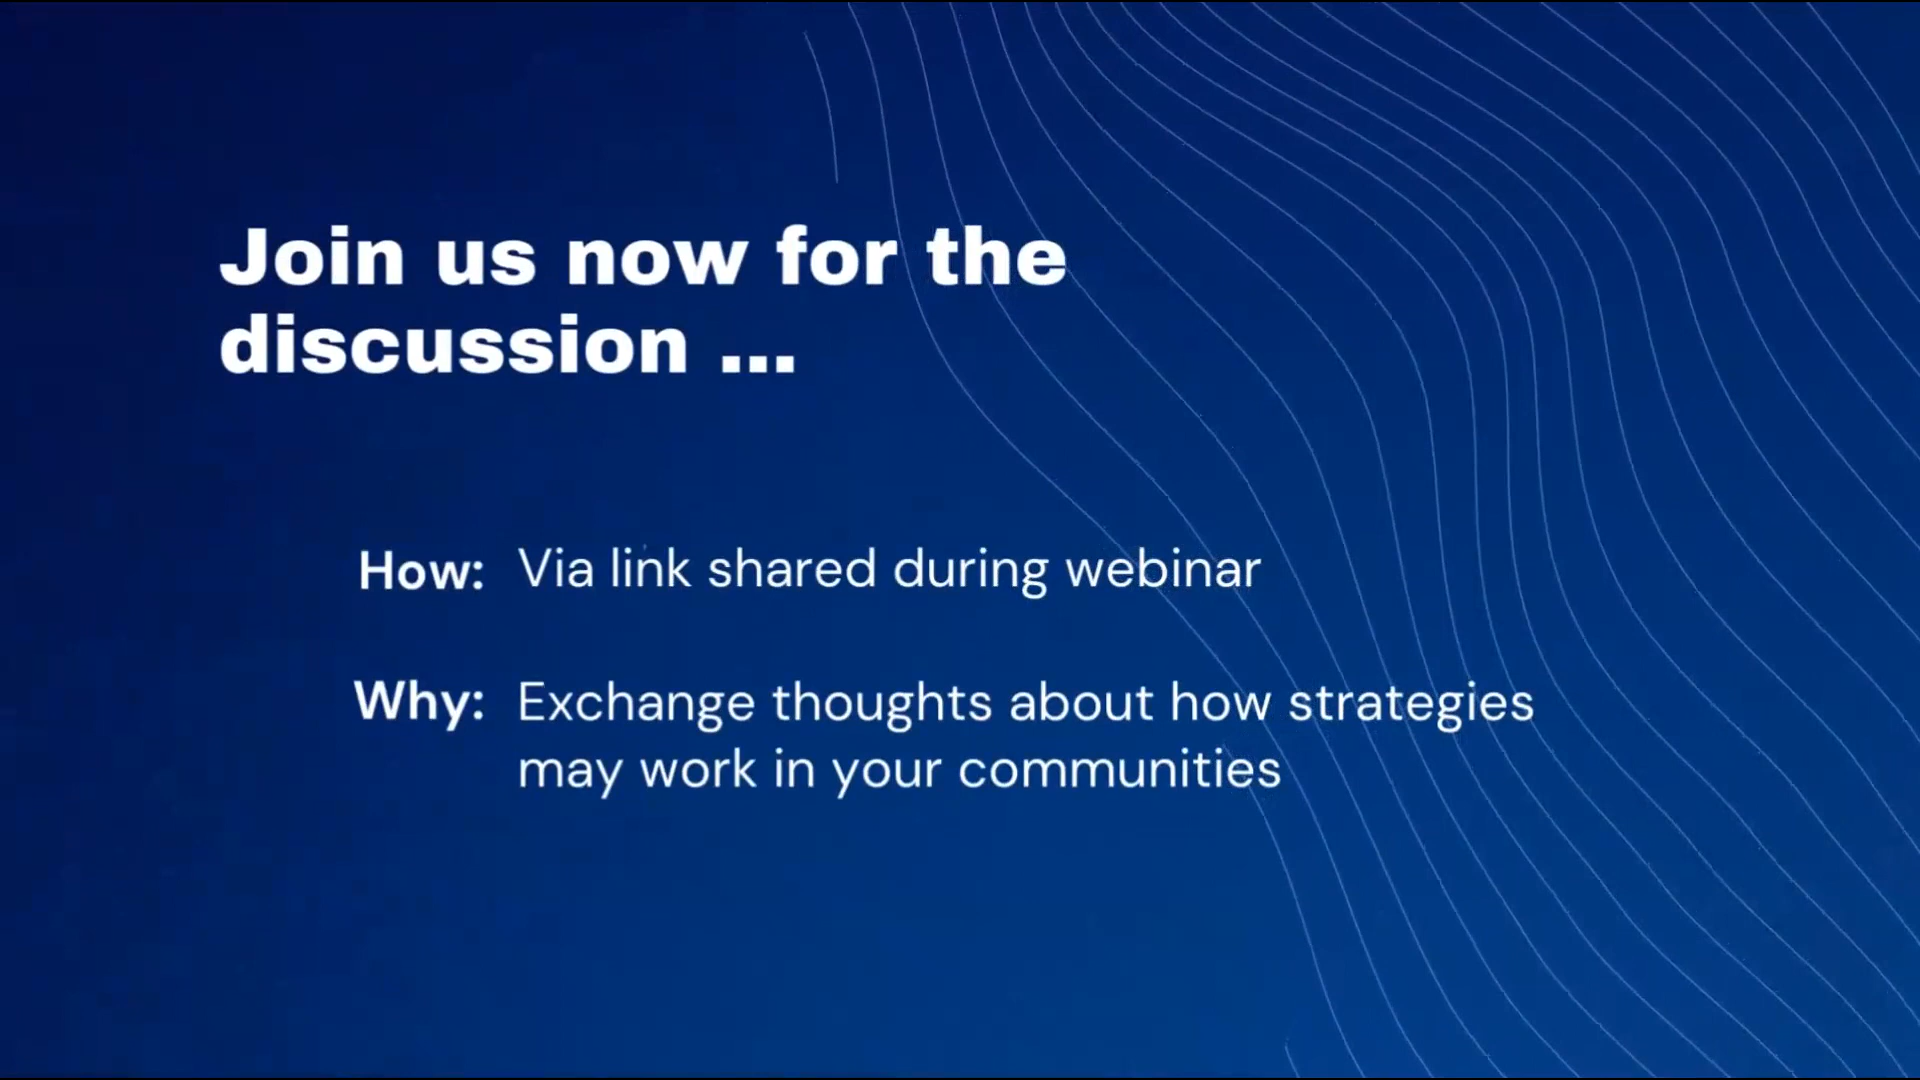 Join us now for the
discussion ...
How: Via link shared during webinar
Why: Exchange thoughts about how strategies
may work in your communities